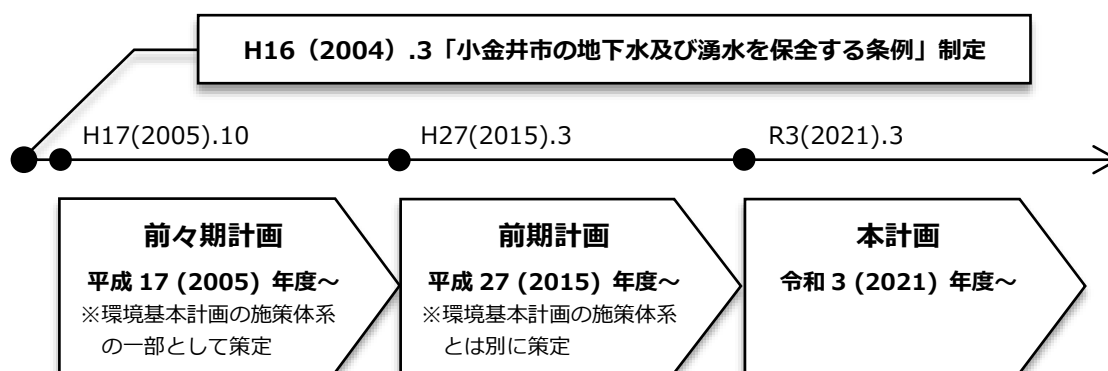 H16（2004）.3「小金井市の地下水及び湧水を保全する条例」制定
H17(2005).10
H27(2015).3
R3(2021).3
前々期計画
平成 17 (2005) 年度～
※環境基本計画の施策体系
の一部として策定
前期計画
平成 27 (2015) 年度～
※環境基本計画の施策体系
とは別に策定
本計画
令和 3 (2021) 年度～